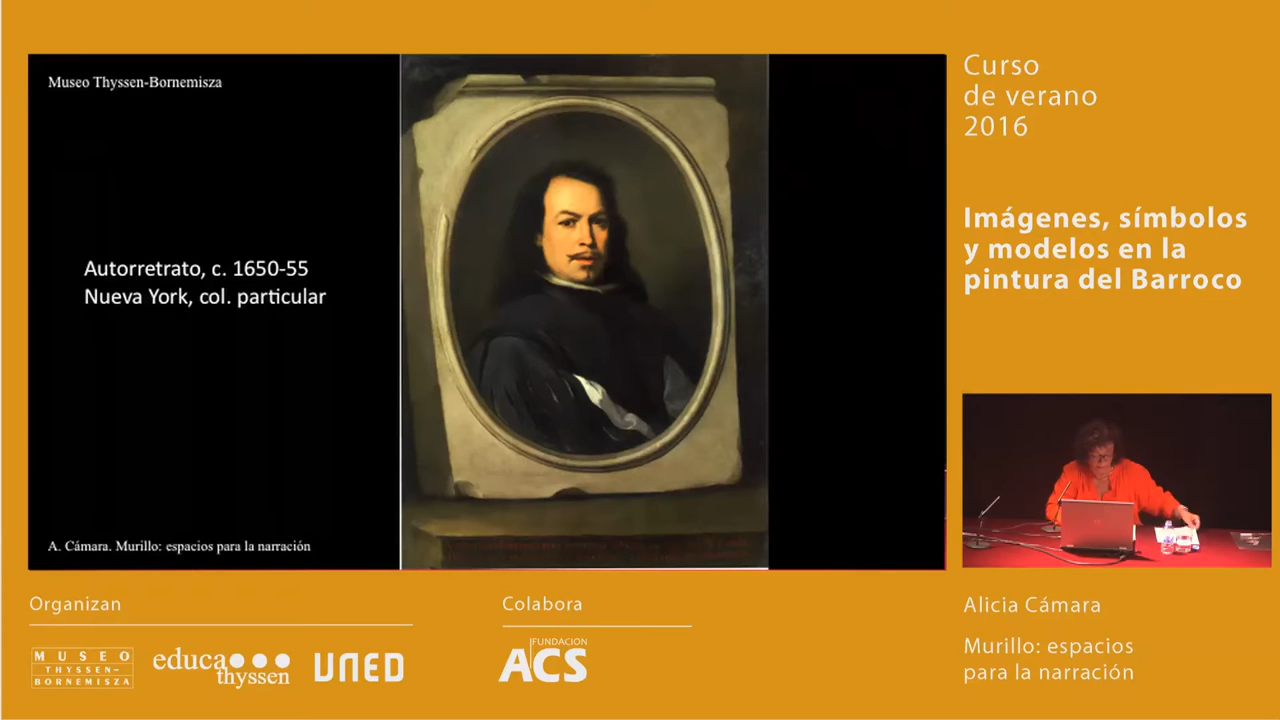 Museo Thyssen-Bornemisza
Autorretrato, c. 1650-55
Nueva York, col. particular
A. Cámara. Murillo: espacios para la narración
Curso
de verano
2016
Imágenes, símbolos
y modelos en la
pintura del Barroco
Organizan
MUSEO
THYSSEN-
BORNEMISZA
educa
thyssen
UNED
Colabora
FUNDACION
ACS
Alicia Cámara
Murillo: espacios
para la narración